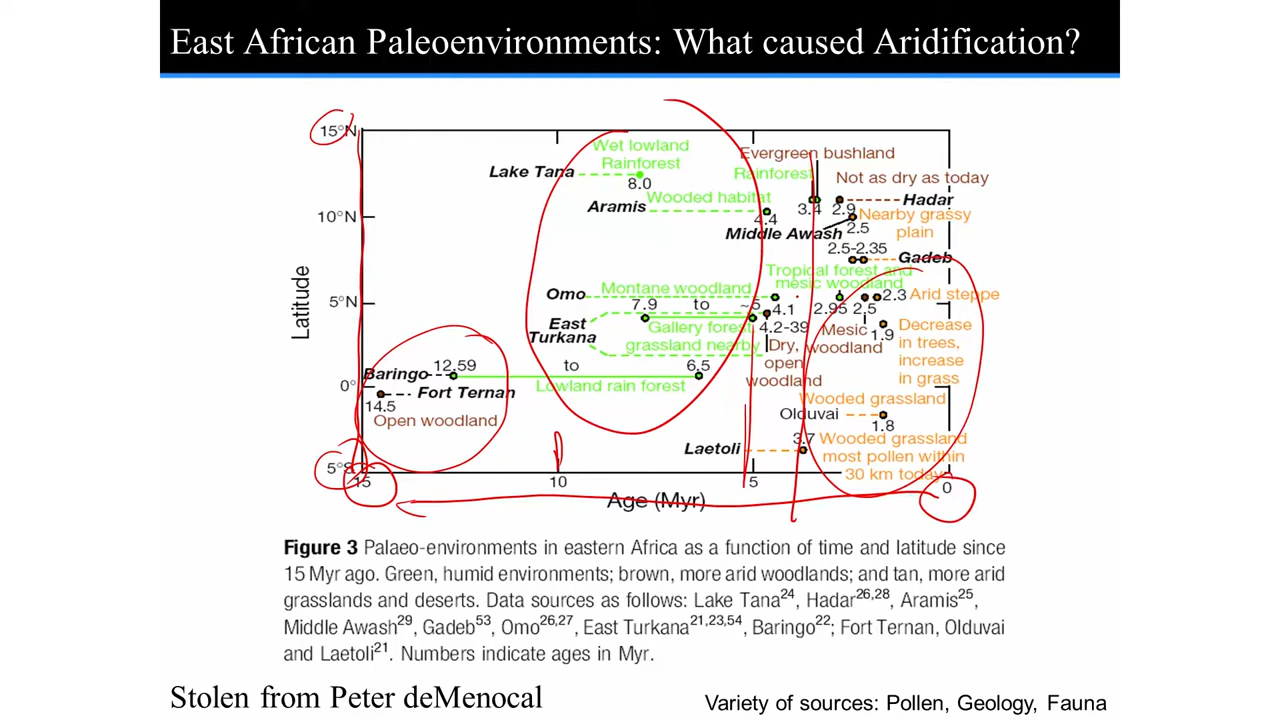 East African Paleoenvironments: What caused Aridification?
15°N
Wet lowland
Rainforest
Evergreen bushland
Lake Tana
8.0
Rainforest
Not as dry as today
Wooded habitat
Aramis
4.4
3.4
2.9
Hadar
10°N
Nearby grassy
plain
Middle Awash
2.5
2.5-2.35
Gadeb
Latitude
Tropical forest and
mesic woodland
Omo
Montane woodland
5°N
7.9 to ~5
4.1
2.95
2.5
2.3
Arid steppe
East
Turkana
Gallery forest
grassland nearby
4.2-39
Dry,
open
woodland
Mesic
woodland
1.9
Decrease
in trees,
increase
in grass
Baringo
12.59
to
6.5
0°
Fort Ternan
Lowland rain forest
14.5
Open woodland
Wooded grassland
Olduvai
1.8
Laetoli
3.7
Wooded grassland
most pollen within
30 km today
5°S
15
10
5
0
Age (Myr)
Figure 3 Palaeo-environments in eastern Africa as a function of time and latitude since
15 Myr ago. Green, humid environments; brown, more arid woodlands; and tan, more arid
grasslands and deserts. Data sources as follows: Lake Tana24, Hadar26,28, Aramis25,
Middle Awash29, Gadeb53, Omo26,27, East Turkana21,23,54, Baringo22; Fort Ternan, Olduvai
and Laetoli21. Numbers indicate ages in Myr.
Stolen from Peter deMenocal
Variety of sources: Pollen, Geology, Fauna